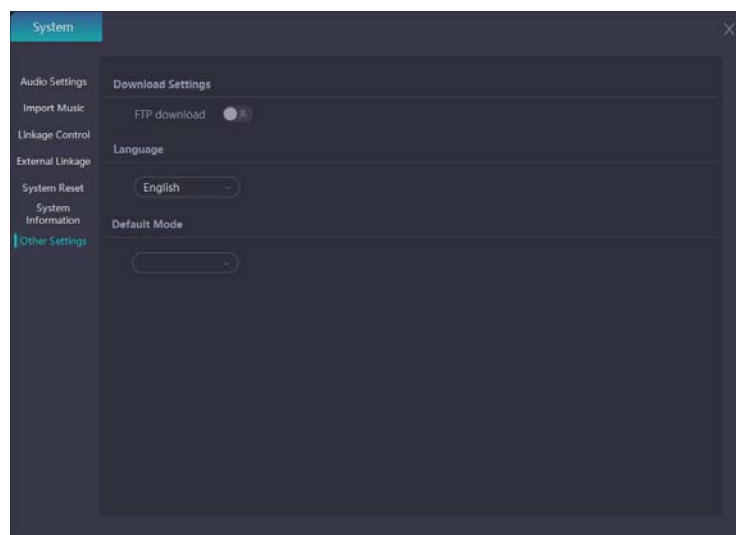 System
Audio Settings
Import Music
Linkage Control
External Linkage
System Reset
System
Information
Other Settings
Download Settings
FTP download
Language
English
Default Mode